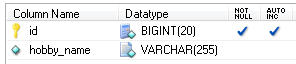 Column Name Datatype NOT NULL AUTO INC
id BIGINT(20)
hobby_name VARCHAR(255)